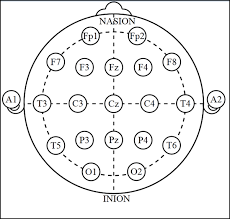 NASION
Fp1 Fp2
F7 F3 Fz F4 F8
A1 T3 C3 Cz C4 T4 A2
T5 P3 Pz P4 T6
O1 O2
INION